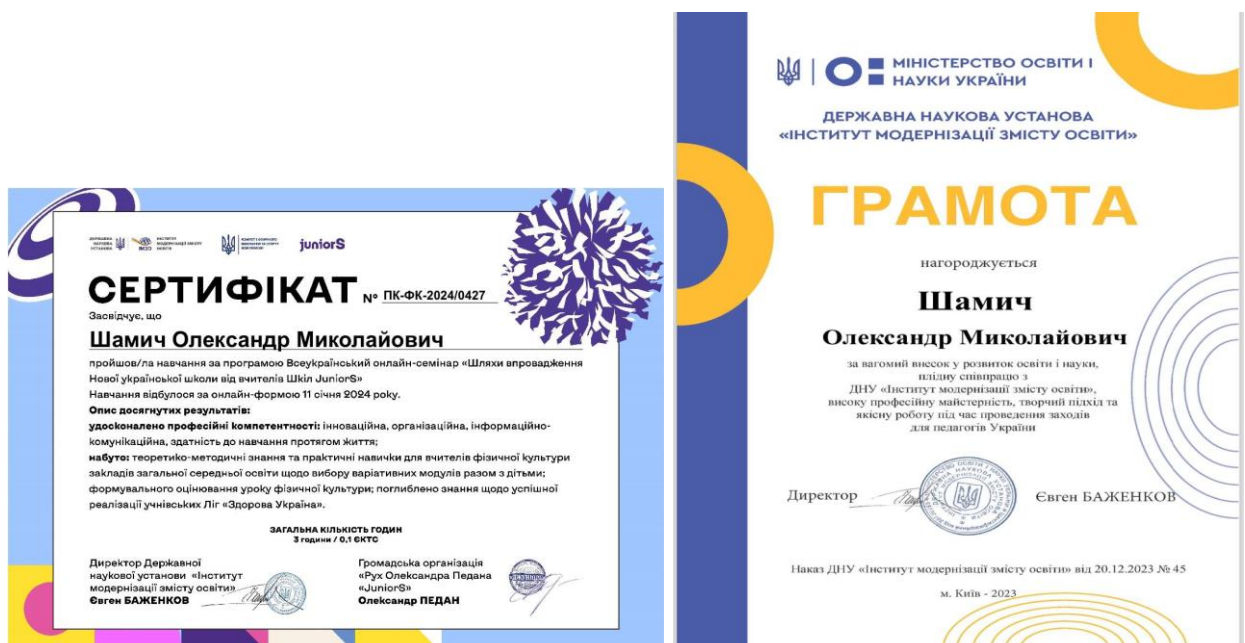 ДЕРЖАВНА
НАУКОВА
УСТАНОВА
ІНСТИТУТ
МОДЕРНІЗАЦІЇ ЗМІСТУ
ОСВІТИ
juniorS
СЕРТИФІКАТ № ПК-ФК-2024/0427
Засвідчує, що
Шамич Олександр Миколайович
пройшов/ла навчання за програмою Всеукраїнський онлайн-семінар «Шляхи впровадження
Нової української школи від вчителів Шкіл JuniorS»
Навчання відбулося за онлайн-формою 11 січня 2024 року.
Опис досягнутих результатів:
удосконалено професійні компетентності: інноваційна, організаційна, інформаційно-
комунікаційна, здатність до навчання протягом життя;
набуто: теоретико-методичні знання та практичні навички для вчителів фізичної культури
закладів загальної середньої освіти щодо вибору варіативних модулів разом з дітьми;
формувального оцінювання уроку фізичної культури; поглиблено знання щодо успішної
реалізації учнівських Ліг «Здорова Україна».
ЗАГАЛЬНА КІЛЬКІСТЬ ГОДИН
3 години / 0,1 ЄКТС
Директор Державної
наукової установи «Інститут
модернізації змісту освіти»
Євген БАЖЕНКОВ
Громадська організація
«Рух Олександра Педана
«JuniorS»
Олександр ПЕДАН
МІНІСТЕРСТВО ОСВІТИ І
НАУКИ УКРАЇНИ
ДЕРЖАВНА НАУКОВА УСТАНОВА
«ІНСТИТУТ МОДЕРНІЗАЦІЇ ЗМІСТУ ОСВІТИ»
ГРАМОТА
нагороджується
Шамич
Олександр Миколайович
за вагомий внесок у розвиток освіти і науки,
плідну співпрацю з
ДНУ «Інститут модернізації змісту освіти»,
високу професійну майстерність, творчий підхід та
якісну роботу під час проведення заходів
для педагогів України
Директор Євген БАЖЕНКОВ
Наказ ДНУ «Інститут модернізації змісту освіти» від 20.12.2023 № 45
м. Київ - 2023